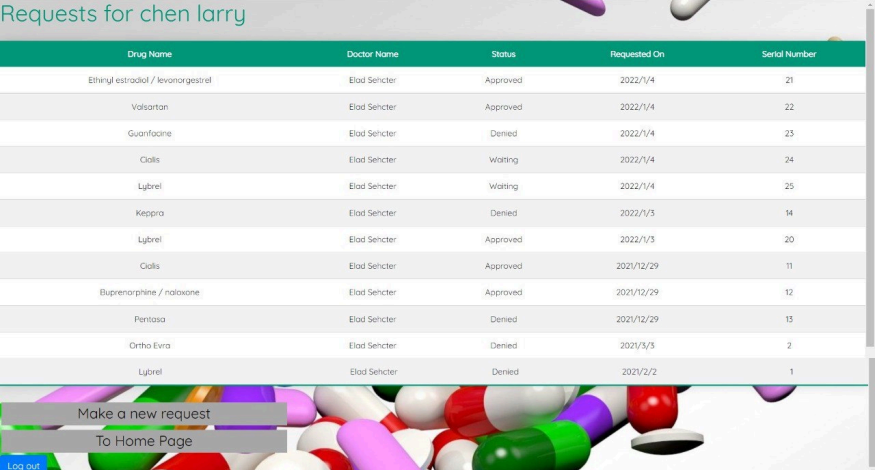 Requests for chen larry
Drug Name Doctor Name Status Requested On Serial Number
Ethinyl estradiol / levonorgestrel Elad Sehcter Approved 2022/1/4 21
Valsartan Elad Sehcter Approved 2022/1/4 22
Guanfacine Elad Sehcter Denied 2022/1/4 23
Cialis Elad Sehcter Waiting 2022/1/4 24
Lybrel Elad Sehcter Waiting 2022/1/4 25
Keppra Elad Sehcter Denied 2022/1/3 14
Lybrel Elad Sehcter Approved 2022/1/3 20
Cialis Elad Sehcter Approved 2021/12/29 11
Buprenorphine / naloxone Elad Sehcter Approved 2021/12/29 12
Pentasa Elad Sehcter Denied 2021/12/29 13
Ortho Evra Elad Sehcter Denied 2021/3/3 2
Lybrel Elad Sehcter Denied 2021/2/2 1
Make a new request
To Home Page
Log out